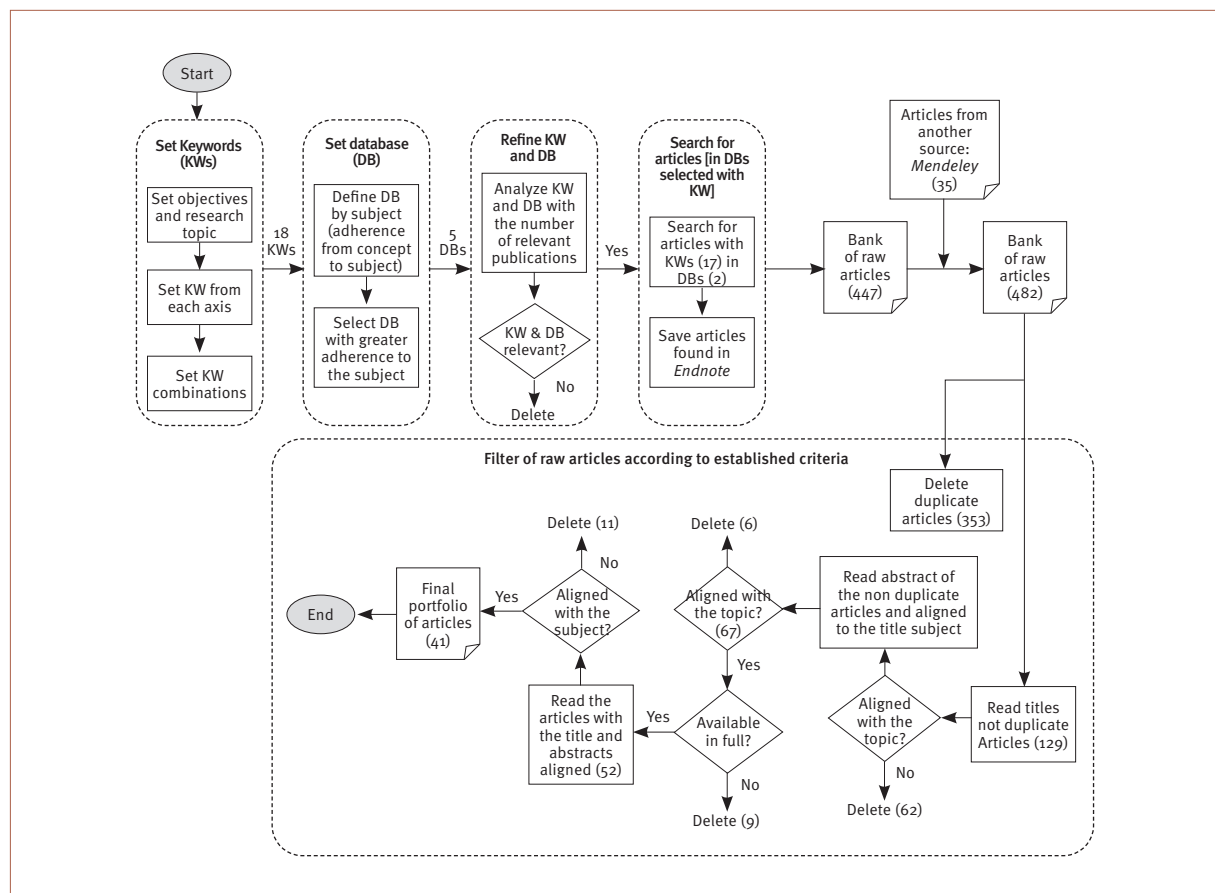 Start
Set Keywords
(KWs)
Set objectives
and research
topic
Set KW from
each axis
Set KW
combinations
18
KWs
Set database
(DB)
Define DB
by subject
(adherence
from concept
to subject)
Select DB
with greater
adherence to
the subject
5
DBs
Refine KW
and DB
Analyze KW
and DB with
the number
of relevant
publications
KW & DB
relevant?
No
Delete
Yes
Search for
articles [in DBs
selected with
KW]
Search for
articles with
KWs (17) in
DBs (2)
Save articles
found in
Endnote
Bank
of raw
articles
(447)
Articles from
another
source:
Mendeley
(35)
Bank
of raw
articles
(482)
Filter of raw articles according to established criteria
Delete
duplicate
articles (353)
Read titles
not duplicate
Articles (129)
Aligned
with the
topic?
No
Delete (62)
Read abstract of
the non duplicate
articles and aligned
to the title subject
Aligned with
the topic?
(67)
Delete (6)
Yes
Available
in full?
No
Delete (9)
Yes
Read the
articles with
the title and
abstracts
aligned (52)
Aligned
with the
subject?
No
Delete (11)
Yes
Final
portfolio
of articles
(41)
End